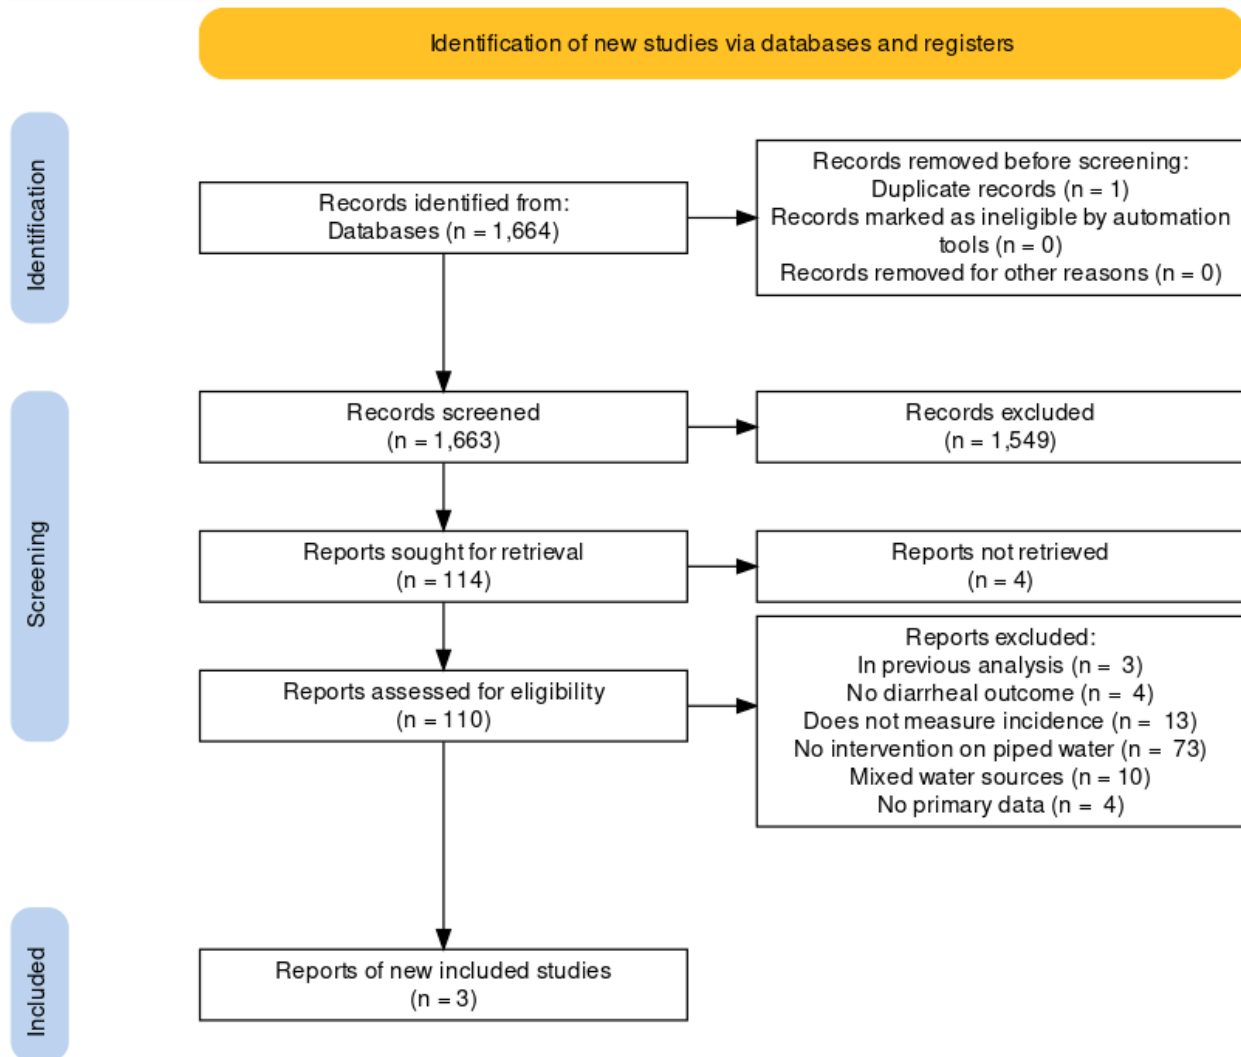 Identification of new studies via databases and registers
Identification
Records identified from:
Databases (n = 1,664)
Records removed before screening:
Duplicate records (n = 1)
Records marked as ineligible by automation
tools (n = 0)
Records removed for other reasons (n = 0)
Screening
Records screened
(n = 1,663)
Records excluded
(n = 1,549)
Reports sought for retrieval
(n = 114)
Reports not retrieved
(n = 4)
Reports assessed for eligibility
(n = 110)
Reports excluded:
In previous analysis (n = 3)
No diarrheal outcome (n = 4)
Does not measure incidence (n = 13)
No intervention on piped water (n = 73)
Mixed water sources (n = 10)
No primary data (n = 4)
Included
Reports of new included studies
(n = 3)